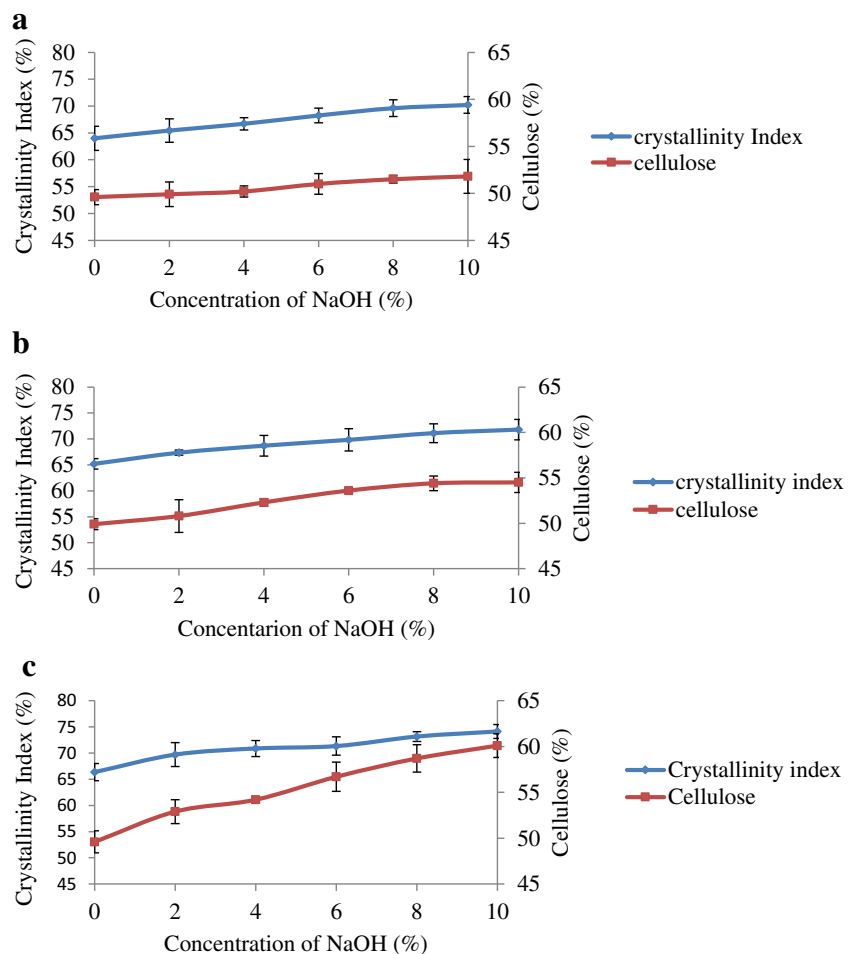 a
Crystallinity Index (%)
80
75
70
65
60
55
50
45
65
60
55
50
45
Cellulose (%)
0 2 4 6 8 10
Concentration of NaOH (%)
crystallinity Index
cellulose
b
Crystallinity Index (%)
80
75
70
65
60
55
50
45
65
60
55
50
45
Cellulose (%)
0 2 4 6 8 10
Concentarion of NaOH (%)
crystallinity index
cellulose
c
Crystallinity Index (%)
80
75
70
65
60
55
50
45
65
60
55
50
45
Cellulose (%)
0 2 4 6 8 10
Concentration of NaOH (%)
Crystallinity index
Cellulose